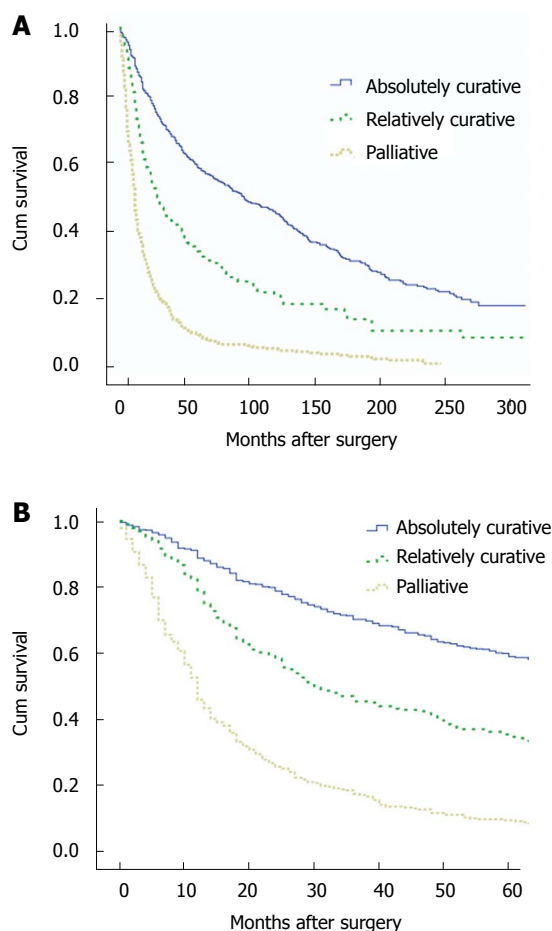 A
1.0
0.8
0.6
0.4
0.2
0.0
Cum survival
Absolutely curative
Relatively curative
Palliative
0 50 100 150 200 250 300
Months after surgery
B
1.0
0.8
0.6
0.4
0.2
0.0
Cum survival
Absolutely curative
Relatively curative
Palliative
0 10 20 30 40 50 60
Months after surgery